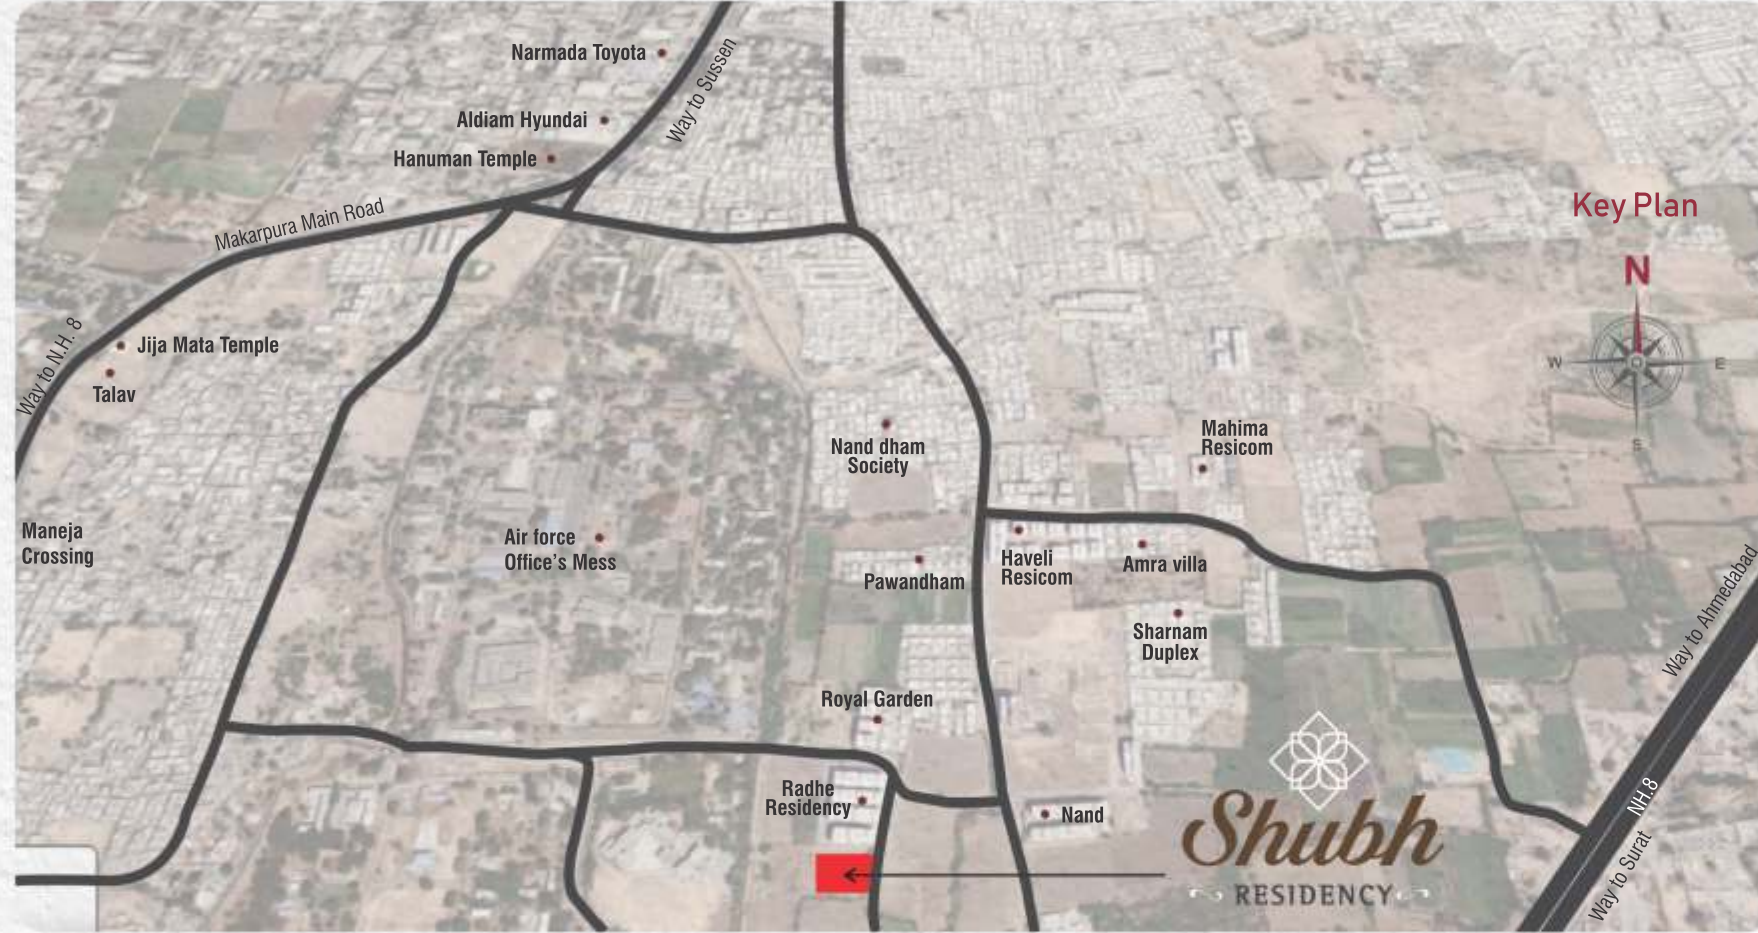 Narmada Toyota
Way to Sussen
Aldiam Hyundai
Hanuman Temple
Key Plan
Makarpura Main Road
N
Way to N.H. 8
Jija Mata Temple
W
E
Talav
Nand dham
Society
Mahima
Resicom
S
Maneja
Crossing
Air force
Office's Mess
Haveli
Resicom
Amra villa
Pawandham
Way to Ahmedabad
Sharnam
Duplex
Royal Garden
Radhe
Residency
Nand
NH.8
Shubh
RESIDENCY
Way to Surat